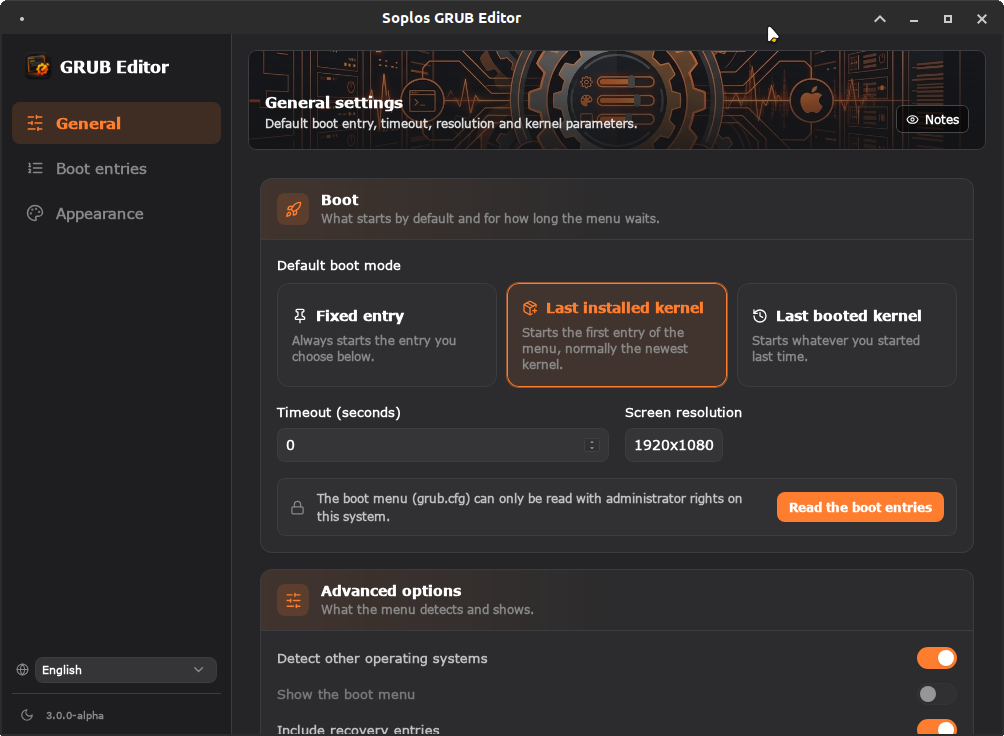 Soplos GRUB Editor
GRUB Editor
General
Boot entries
Appearance
English
3.0.0-alpha
General settings
Default boot entry, timeout, resolution and kernel parameters.
Notes
Boot
What starts by default and for how long the menu waits.
Default boot mode
Fixed entry
Always starts the entry you
choose below.
Last installed kernel
Starts the first entry of the
menu, normally the newest
kernel.
Last booted kernel
Starts whatever you started
last time.
Timeout (seconds)
0
Screen resolution
1920x1080
The boot menu (grub.cfg) can only be read with administrator rights on
this system.
Read the boot entries
Advanced options
What the menu detects and shows.
Detect other operating systems
Show the boot menu
Include recovery entries